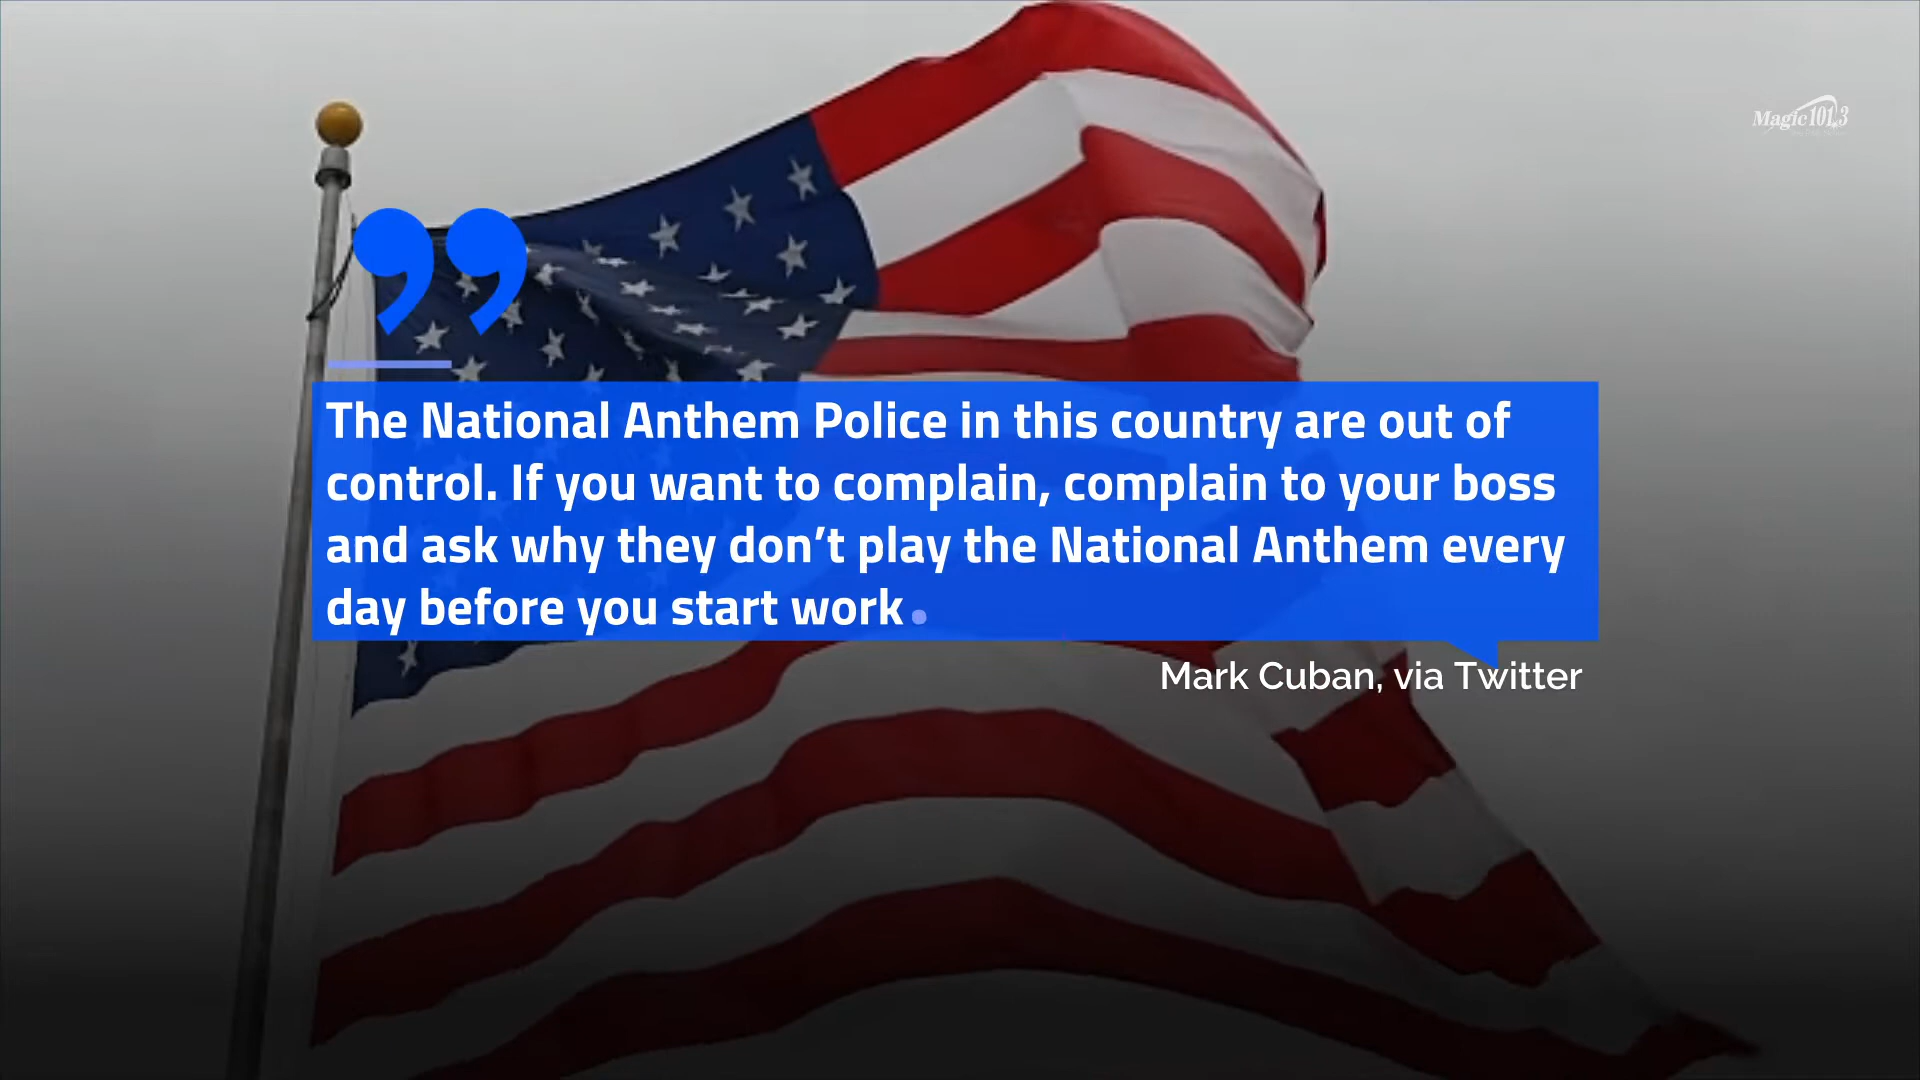 Magic 101.3
The National Anthem Police in this country are out of
control. If you want to complain, complain to your boss
and ask why they don’t play the National Anthem every
day before you start work.
Mark Cuban, via Twitter